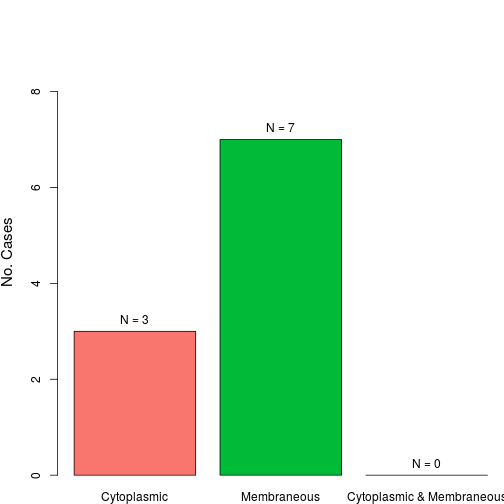 8
N = 7
6
No. Cases
4
N = 3
2
N = 0
0
Cytoplasmic
Membraneous
Cytoplasmic & Membraneous